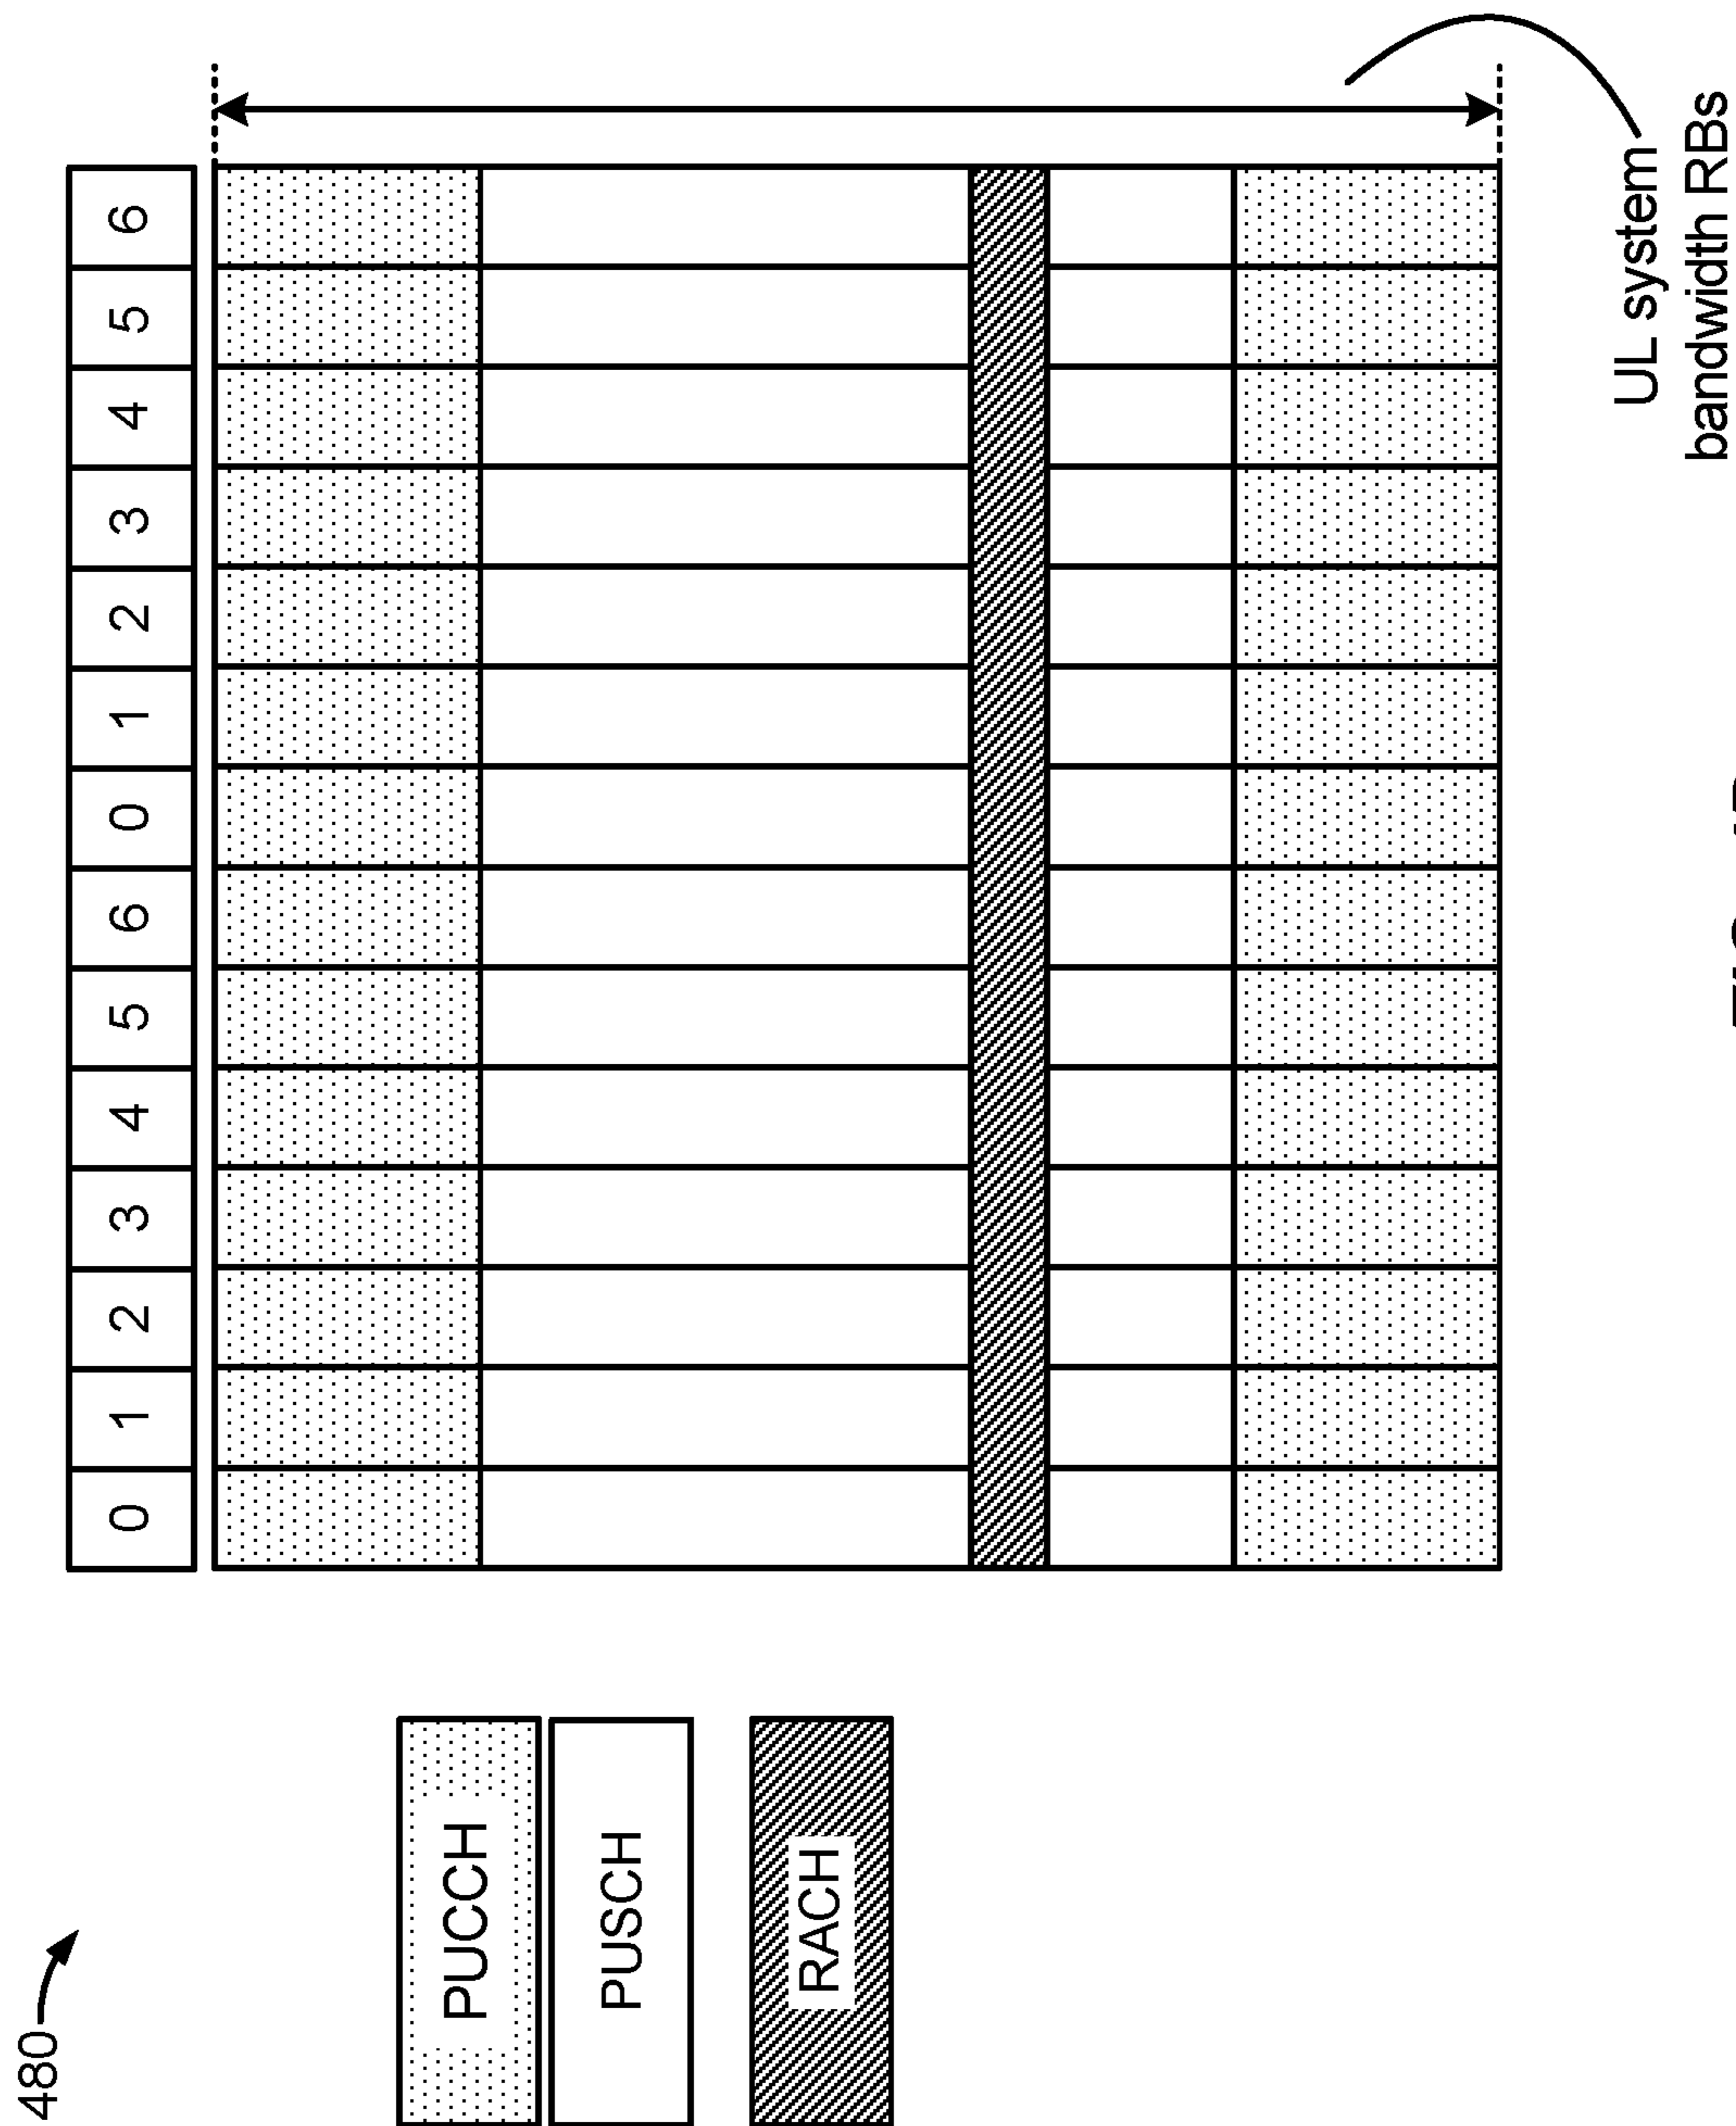 480
0 1 2 3 4 5 6 0 1 2 3 4 5 6
PUCCH
PUSCH
RACH
UL system
bandwidth RBs